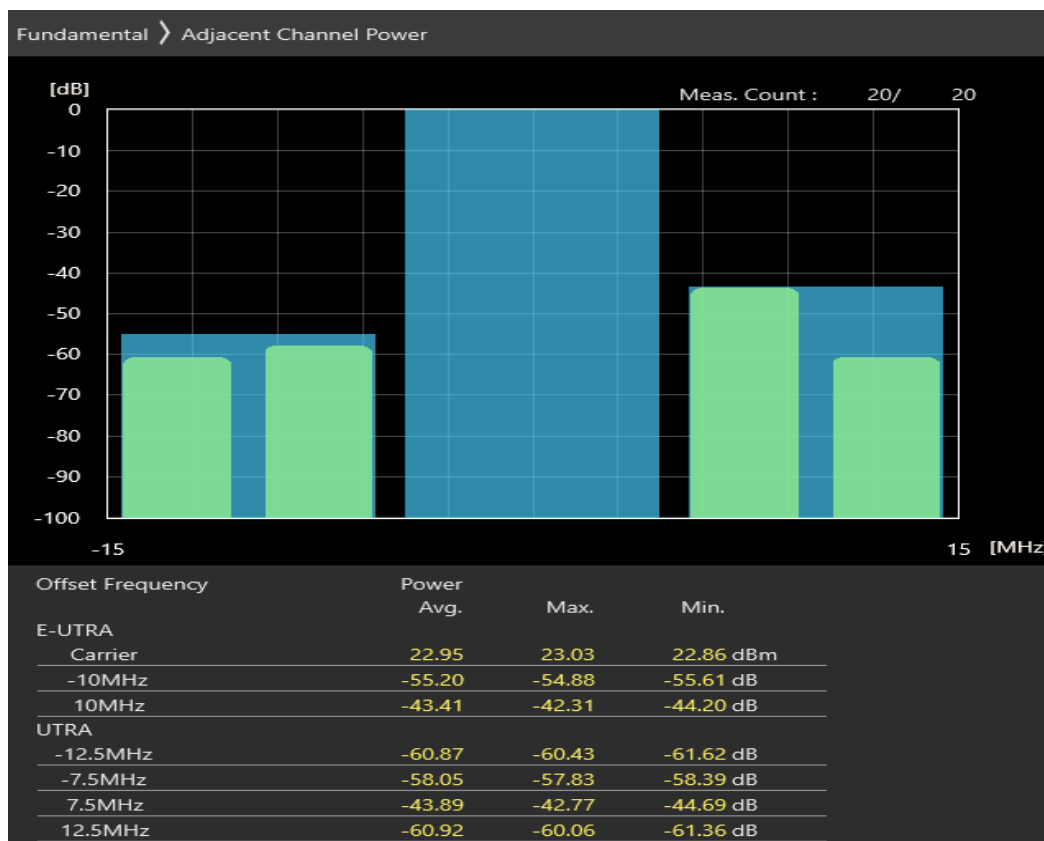 Fundamental 》 Adjacent Channel Power
[dB]
Meas. Count : 20/ 20
0
-10
-20
-30
-40
-50
-60
-70
-80
-90
-100
-15 15 [MHz
Offset Frequency Power
Avg. Max. Min.
E-UTRA
Carrier 22.95 23.03 22.86 dBm
-10MHz -55.20 -54.88 -55.61 dB
10MHz -43.41 -42.31 -44.20 dB
UTRA
-12.5MHz -60.87 -60.43 -61.62 dB
-7.5MHz -58.05 -57.83 -58.39 dB
7.5MHz -43.89 -42.77 -44.69 dB
12.5MHz -60.92 -60.06 -61.36 dB